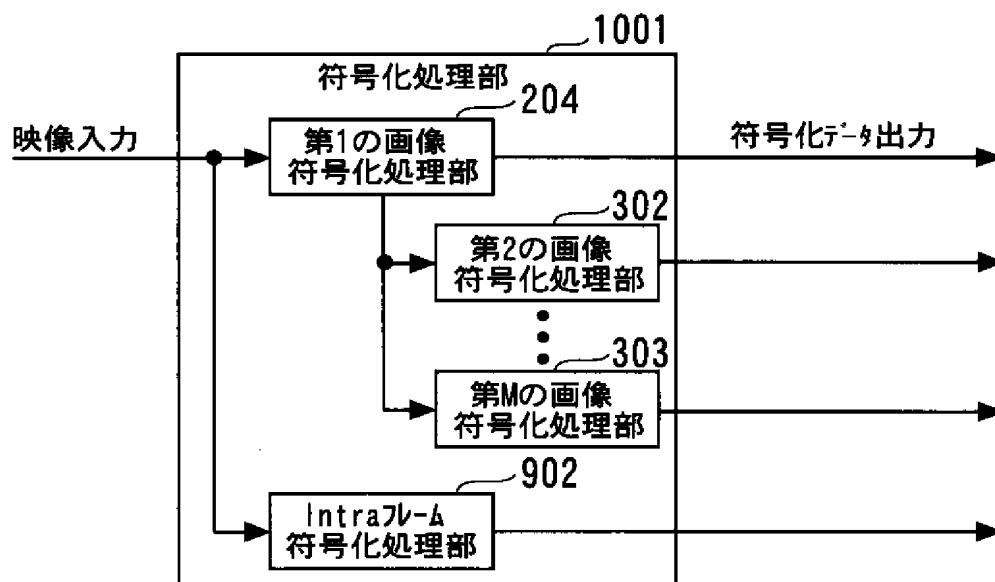 1001
符号化処理部
204
映像入力
第1の画像
符号化処理部
符号化ﾃﾞｰﾀ出力
302
第2の画像
符号化処理部
303
第Mの画像
符号化処理部
902
Intraﾌﾚｰﾑ
符号化処理部